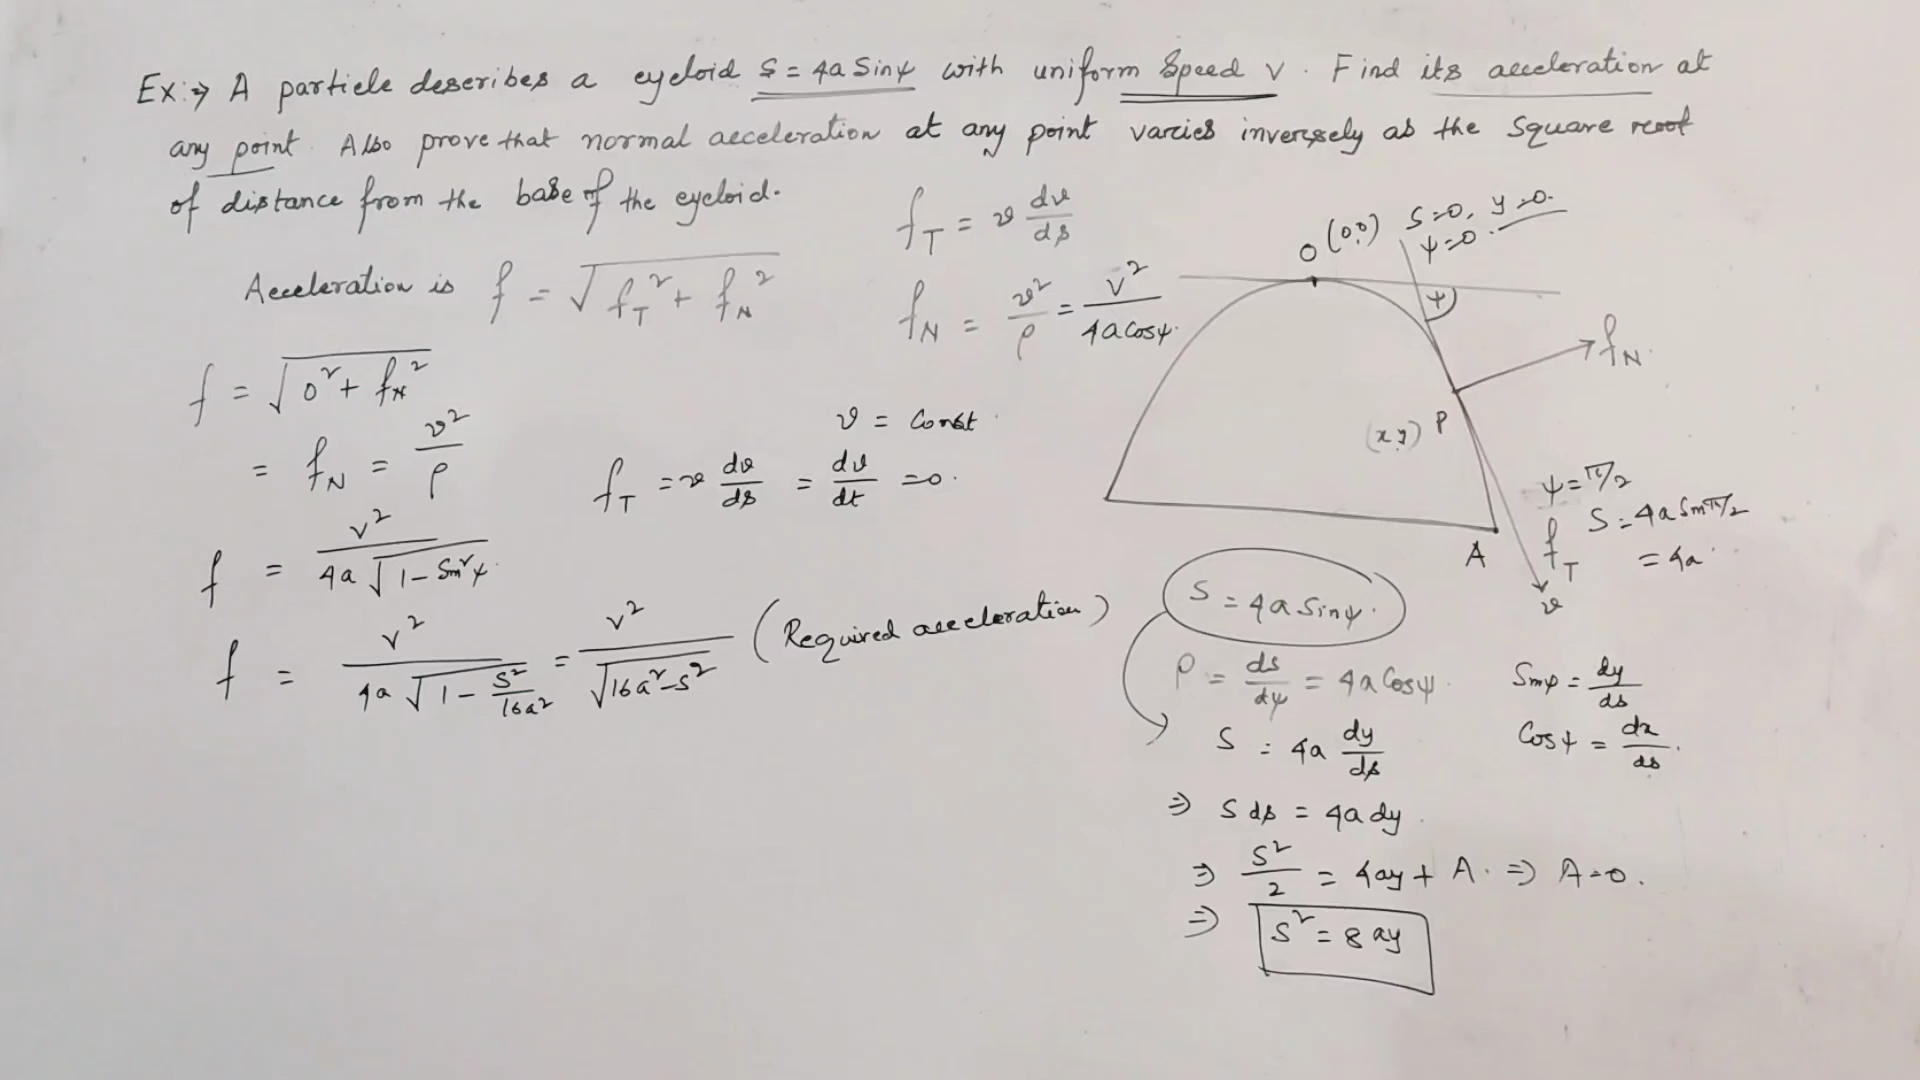 Ex:→ A particle describes a cycloid S = 4a Sinψ with uniform Speed v. Find its acceleration at
any point. Also prove that normal acceleration at any point varies inversely as the Square root
of distance from the base of the cycloid.
Acceleration is f = √(f_T² + f_N²)
f = √(0² + f_N²)
= f_N = v²/ρ
f = v²/(4a √(1 - Sin²ψ))
f = v²/(4a √(1 - S²/16a²)) = v²/√(16a² - S²) (Required acceleration)
f_T = v dv/ds
f_N = v²/ρ = v²/(4a cosψ).
v = Const
f_T = v dv/ds = dv/dt = 0.
O (0,0) S=0, y=0.
ψ=0.
ψ
f_N.
(x,y) P
ψ = π/2
f_T S = 4a Sin π/2
= 4a.
A
v
S = 4a Sinψ.
ρ = ds/dψ = 4a Cosψ. Sinψ = dy/ds
S = 4a dy/ds Cosψ = dx/ds.
⇒ S ds = 4a dy.
⇒ S²/2 = 4ay + A. ⇒ A = 0.
⇒ S² = 8ay